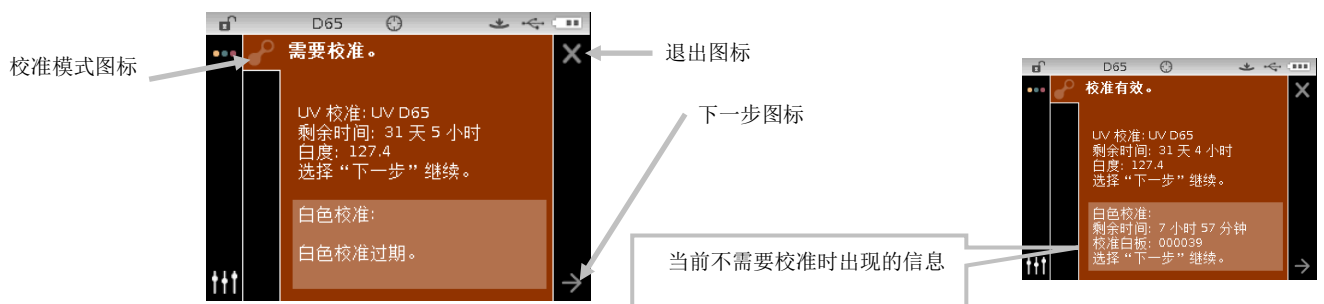 D65
需要校准。
UV 校准: UV D65
剩余时间: 31 天 5 小时
白度: 127.4
选择“下一步”继续。
白色校准:
白色校准过期。
校准模式图标
退出图标
下一步图标
当前不需要校准时出现的信息
D65
校准有效。
UV 校准: UV D65
剩余时间: 31 天 4 小时
白度: 127.4
选择“下一步”继续。
白色校准:
剩余时间: 7 小时 57 分钟
校准白板: 000039
选择“下一步”继续。